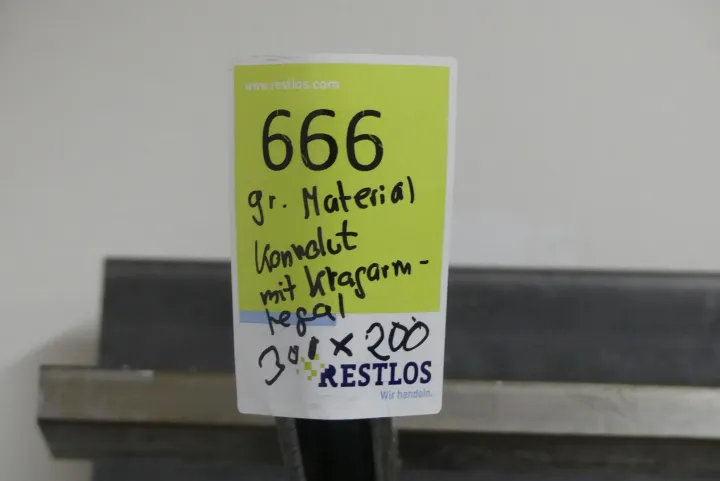 www.restlos.com
666
gr. Material
Konvolut
mit Kragarm-
regal
x 200
RESTLOS
Wir handeln.